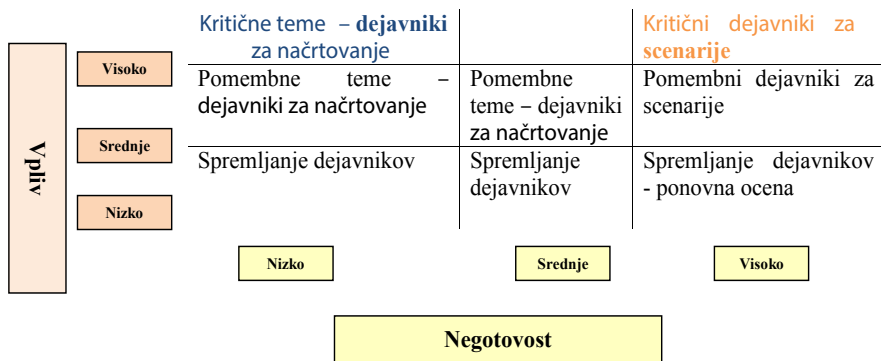 Kritične teme – dejavniki
za načrtovanje
Kritični dejavniki za
scenarije
Visoko
Pomembne teme –
dejavniki za načrtovanje
Pomembne
teme – dejavniki
za načrtovanje
Pomembni dejavniki za
scenarije
Vpliv
Srednje
Spremljanje dejavnikov
Spremljanje
dejavnikov
Spremljanje dejavnikov
- ponovna ocena
Nizko
Nizko
Srednje
Visoko
Negotovost